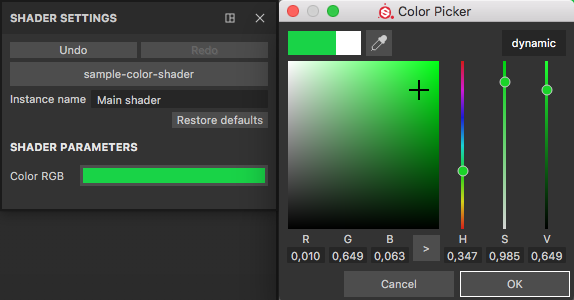 SHADER SETTINGS
Undo
Redo
sample-color-shader
Instance name
Main shader
Restore defaults
SHADER PARAMETERS
Color RGB
Color Picker
dynamic
R G B > H S V
0,010 0,649 0,063 0,347 0,985 0,649
Cancel
OK